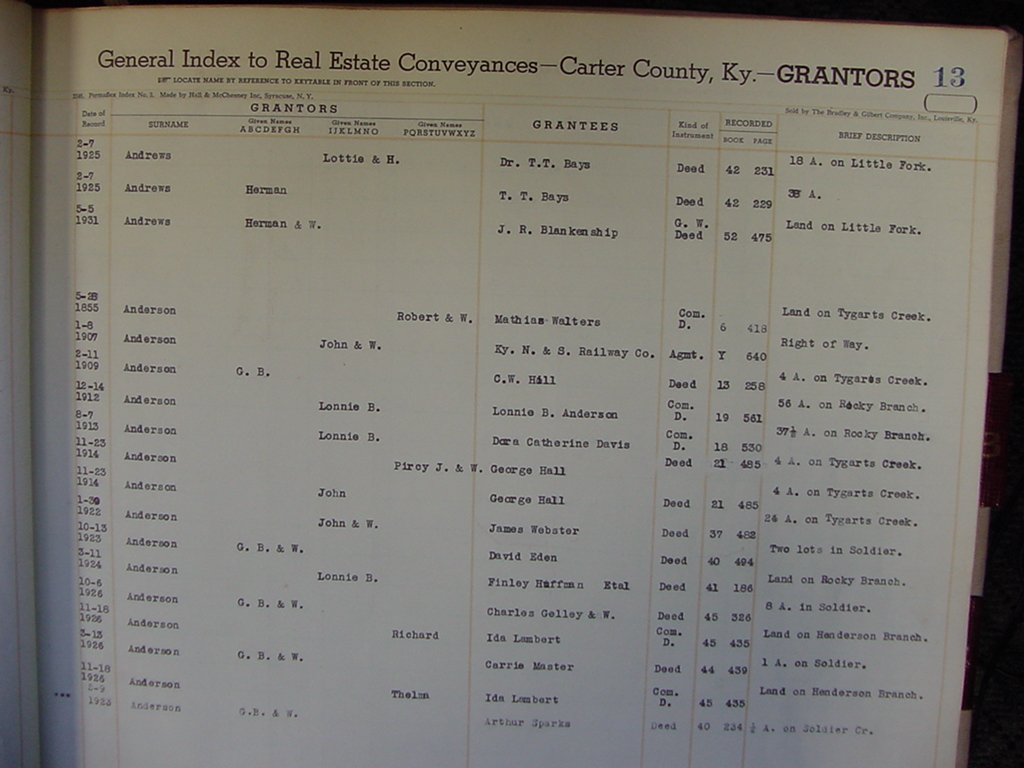 General Index to Real Estate Conveyances—Carter County, Ky.—GRANTORS 13
LOCATE NAME BY REFERENCE TO KEYTABLE IN FRONT OF THIS SECTION.
Permaflex Index No. 2. Made by Hall & McChesney Inc, Syracuse, N. Y.
Sold by The Bradley & Gilbert Company, Inc., Louisville, Ky.
Ky.
Date of Record GRANTORS GRANTEES Kind of Instrument RECORDED BRIEF DESCRIPTION
SURNAME Given Names ABCDEFGH Given Names IJKLMNO Given Names PQRSTUVWXYZ BOOK PAGE
2-7 1925 Andrews Lottie & H. Dr. T.T. Bays Deed 42 231 18 A. on Little Fork.
2-7 1925 Andrews Herman T. T. Bays Deed 42 229 A.
5-5 1931 Andrews Herman & W. J. R. Blankenship G. W. Deed 52 475 Land on Little Fork.
5-28 1855 Anderson Robert & W. Mathias Walters Com. D. 6 418 Land on Tygarts Creek.
1-8 1907 Anderson John & W. Ky. N. & S. Railway Co. Agmt. Y 640 Right of Way.
2-11 1909 Anderson G. B. C.W. Hill Deed 13 258 4 A. on Tygarts Creek.
12-14 1912 Anderson Lonnie B. Lonnie B. Anderson Com. D. 19 561 56 A. on Rocky Branch.
8-7 1913 Anderson Lonnie B. Dora Catherine Davis Com. D. 18 530 37½ A. on Rocky Branch.
11-23 1914 Anderson Pircy J. & W. George Hall Deed 21 485 4 A. on Tygarts Creek.
11-23 1914 Anderson John George Hall Deed 21 485 4 A. on Tygarts Creek.
1-30 1922 Anderson John & W. James Webster Deed 37 482 24 A. on Tygarts Creek.
10-13 1923 Anderson G. B. & W. David Eden Deed 40 494 Two lots in Soldier.
3-11 1924 Anderson Lonnie B. Finley Huffman Etal Deed 41 186 Land on Rocky Branch.
10-6 1926 Anderson G. B. & W. Charles Gelley & W. Deed 45 326 8 A. in Soldier.
11-18 1926 Anderson Richard Ida Lambert Com. D. 45 435 Land on Henderson Branch.
3-13 1926 Anderson G. B. & W. Carrie Master Deed 44 439 1 A. on Soldier.
11-18 1926 Anderson Thelma Ida Lambert Com. D. 45 435 Land on Henderson Branch.
1923 Anderson G.B. & W. Arthur Sparks Deed 40 234 ½ A. on Soldier Cr.